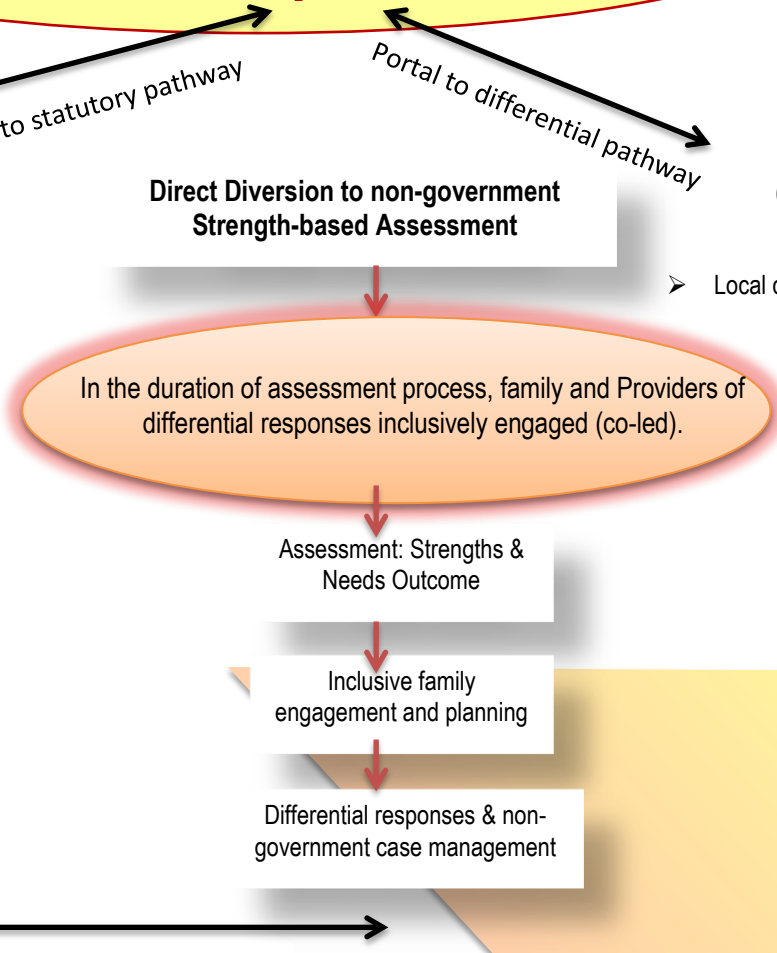 to statutory pathway
Portal to differential pathway
Direct Diversion to non-government
Strength-based Assessment
➢ Local
In the duration of assessment process, family and Providers of
differential responses inclusively engaged (co-led).
Assessment: Strengths &
Needs Outcome
Inclusive family
engagement and planning
Differential responses & non-
government case management